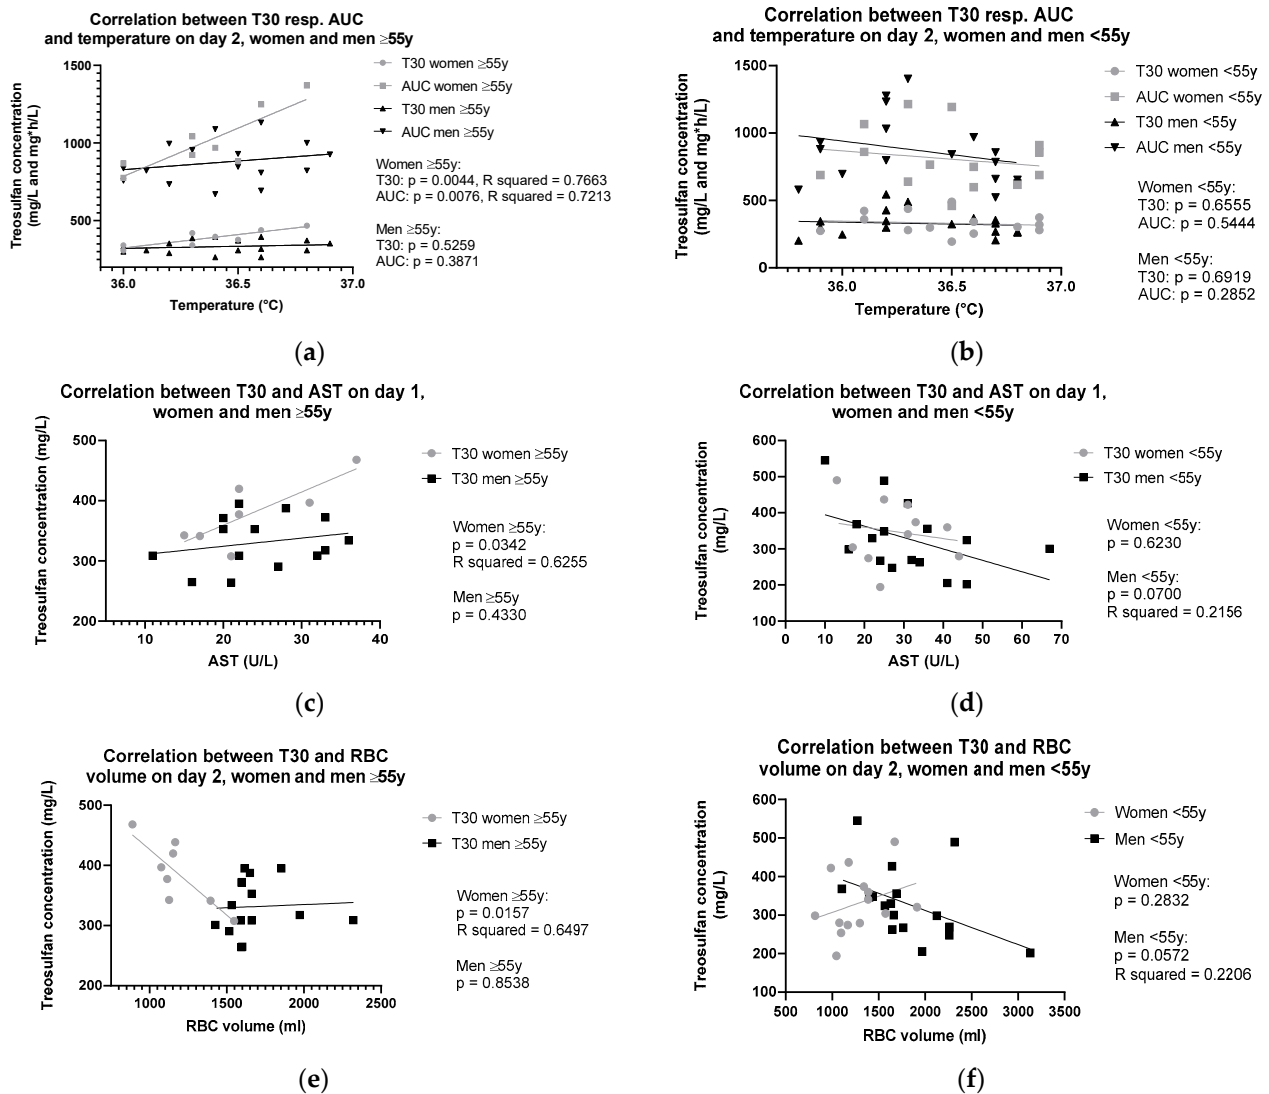 Correlation between T30 resp. AUC
and temperature on day 2, women and men ≥55y
Treosulfan concentration
(mg/L and mg*h/L)
1500
1000
500
36.0
36.5
37.0
Temperature (°C)
T30 women ≥55y
AUC women ≥55y
T30 men ≥55y
AUC men ≥55y
Women ≥55y:
T30: p = 0.0044, R squared = 0.7663
AUC: p = 0.0076, R squared = 0.7213
Men ≥55y:
T30: p = 0.5259
AUC: p = 0.3871
(a)
Correlation between T30 resp. AUC
and temperature on day 2, women and men <55y
Treosulfan concentration
(mg/L and mg*h/L)
1500
1000
500
0
36.0
36.5
37.0
Temperature (°C)
T30 women <55y
AUC women <55y
T30 men <55y
AUC men <55y
Women <55y:
T30: p = 0.6555
AUC: p = 0.5444
Men <55y:
T30: p = 0.6919
AUC: p = 0.2852
(b)
Correlation between T30 and AST on day 1,
women and men ≥55y
Treosulfan concentration (mg/L)
500
400
300
200
10
20
30
40
AST (U/L)
T30 women ≥55y
T30 men ≥55y
Women ≥55y:
p = 0.0342
R squared = 0.6255
Men ≥55y
p = 0.4330
(c)
Correlation between T30 and AST on day 1,
women and men <55y
Treosulfan concentration
(mg/L)
600
500
400
300
200
100
0
10
20
30
40
50
60
70
AST (U/L)
T30 women <55y
T30 men <55y
Women <55y:
p = 0.6230
Men <55y:
p = 0.0700
R squared = 0.2156
(d)
Correlation between T30 and RBC
volume on day 2, women and men ≥55y
Treosulfan concentration (mg/L)
500
400
300
200
1000
1500
2000
2500
RBC volume (ml)
T30 women ≥55y
T30 men ≥55y
Women ≥55y:
p = 0.0157
R squared = 0.6497
Men ≥55y
p = 0.8538
(e)
Correlation between T30 and RBC
volume on day 2, women and men <55y
Treosulfan concentration
(mg/L)
600
500
400
300
200
100
500
1000
1500
2000
2500
3000
3500
RBC volume (ml)
Women <55y
Men <55y
Women <55y:
p = 0.2832
Men <55y:
p = 0.0572
R squared = 0.2206
(f)